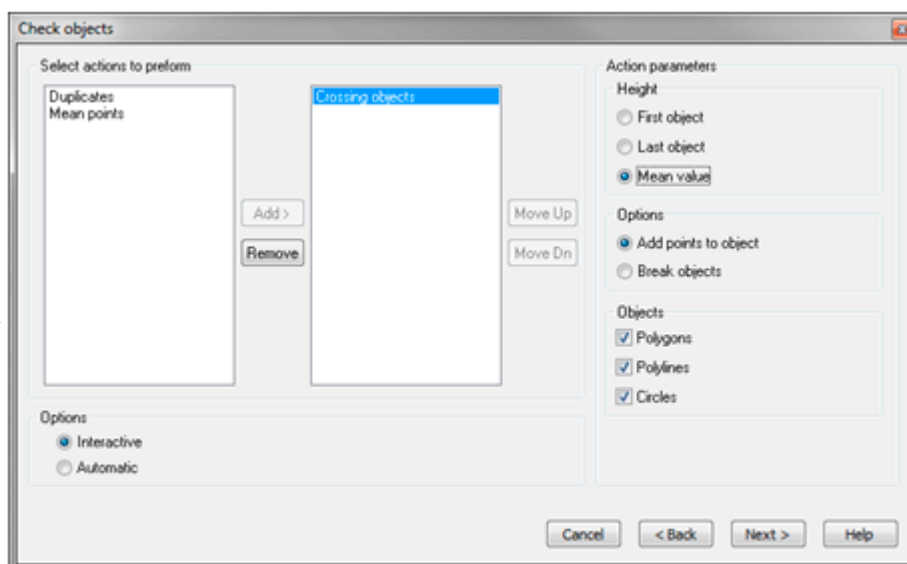 Check objects
Select actions to preform
Duplicates
Mean points
Crossing objects
Add >
Remove
Move Up
Move Dn
Options
Interactive
Automatic
Action parameters
Height
First object
Last object
Mean value
Options
Add points to object
Break objects
Objects
Polygons
Polylines
Circles
Cancel
< Back
Next >
Help